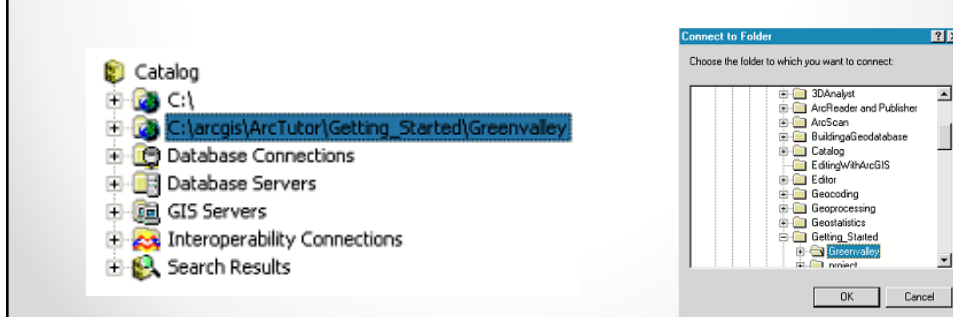 Catalog
C:\
C:\arcgis\ArcTutor\Getting_Started\Greenvalley
Database Connections
Database Servers
GIS Servers
Interoperability Connections
Search Results
Connect to Folder
Choose the folder to which you want to connect:
3DAnalyst
ArcReader and Publisher
ArcScan
BuildingaGeodatabase
Catalog
EditingWithArcGIS
Editor
Geocoding
Geoprocessing
Geostatistics
Getting_Started
Greenvalley
project
OK Cancel